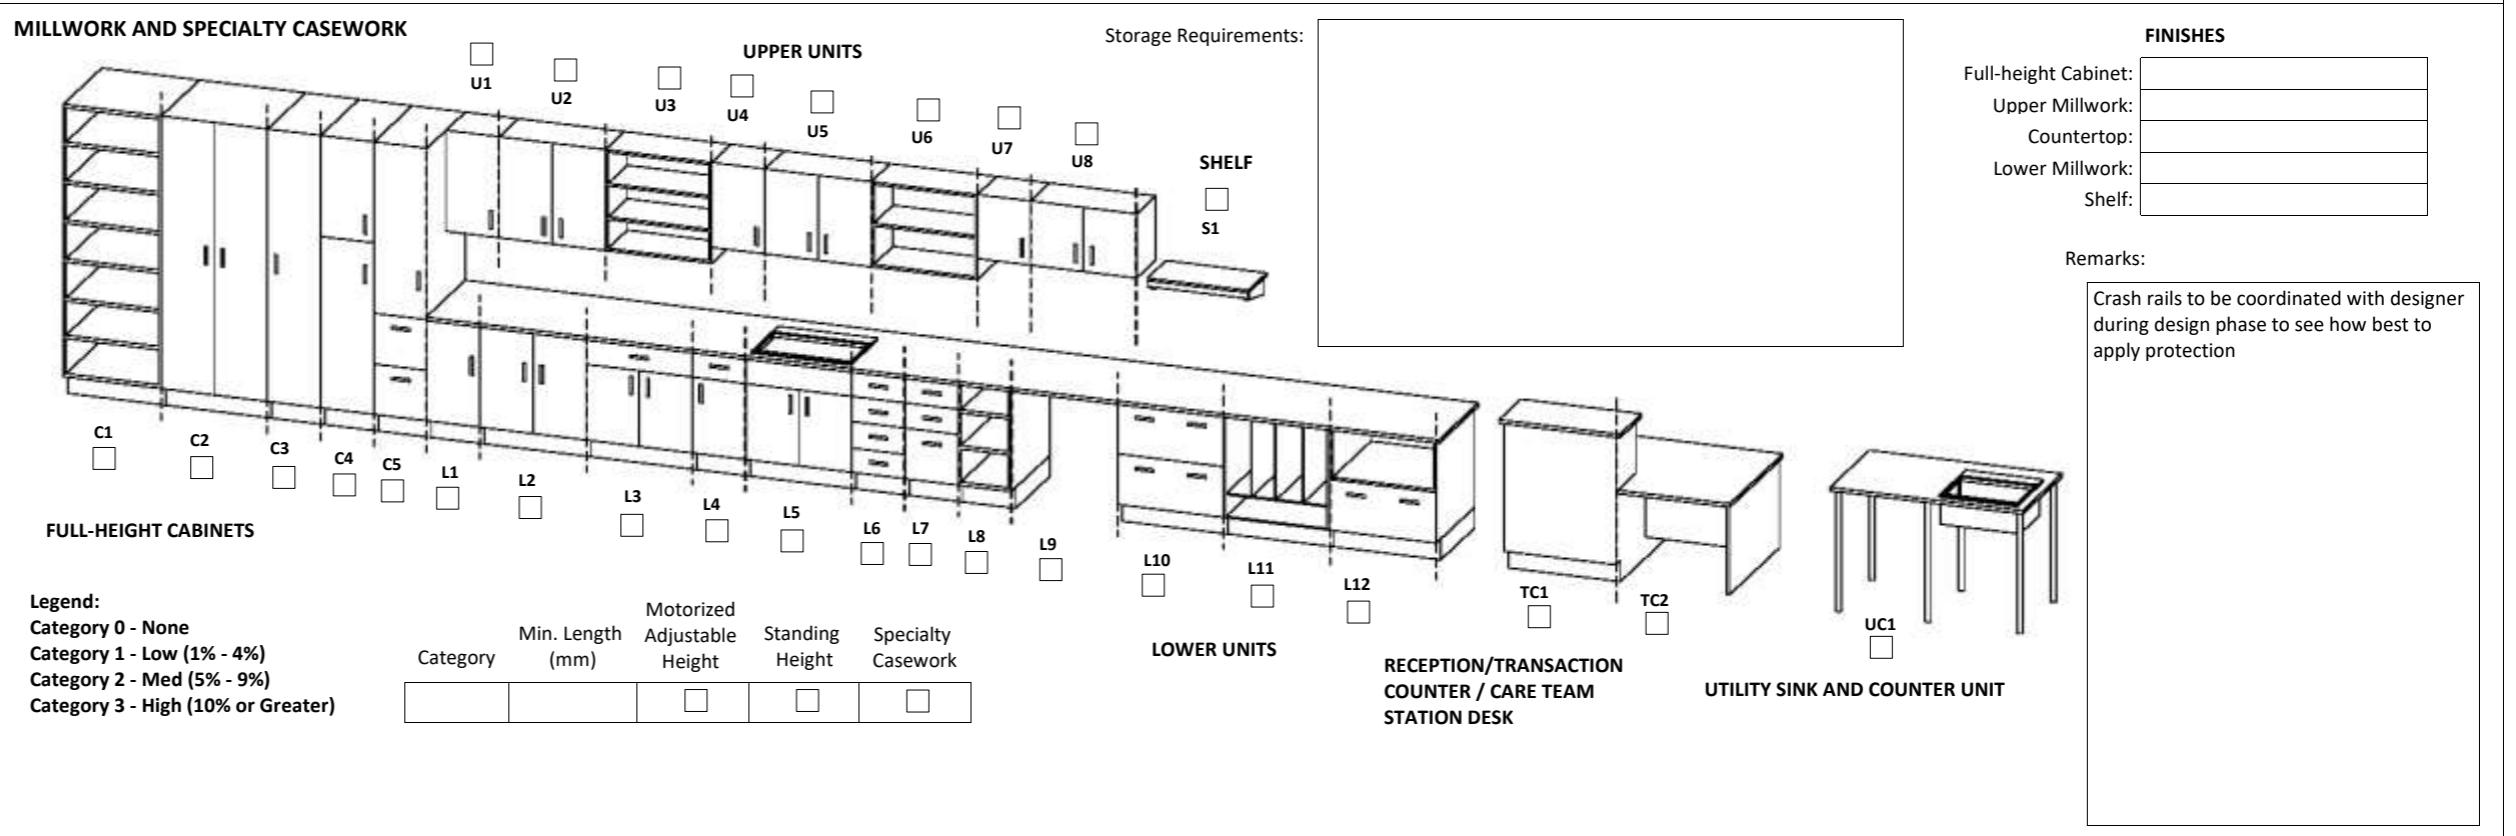 MILLWORK AND SPECIALTY CASEWORK
UPPER UNITS
U1
U2
U3
U4
U5
U6
U7
U8
SHELF
S1
Storage Requirements:
FINISHES
Full-height Cabinet:
Upper Millwork:
Countertop:
Lower Millwork:
Shelf:
Remarks:
Crash rails to be coordinated with designer
during design phase to see how best to
apply protection
C1
C2
C3
C4
C5
L1
L2
L3
L4
L5
L6
L7
L8
L9
L10
L11
L12
TC1
TC2
UC1
FULL-HEIGHT CABINETS
LOWER UNITS
RECEPTION/TRANSACTION
COUNTER / CARE TEAM
STATION DESK
UTILITY SINK AND COUNTER UNIT
Legend:
Category 0 - None
Category 1 - Low (1% - 4%)
Category 2 - Med (5% - 9%)
Category 3 - High (10% or Greater)
Category
Min. Length
(mm)
Motorized
Adjustable
Height
Standing
Height
Specialty
Casework